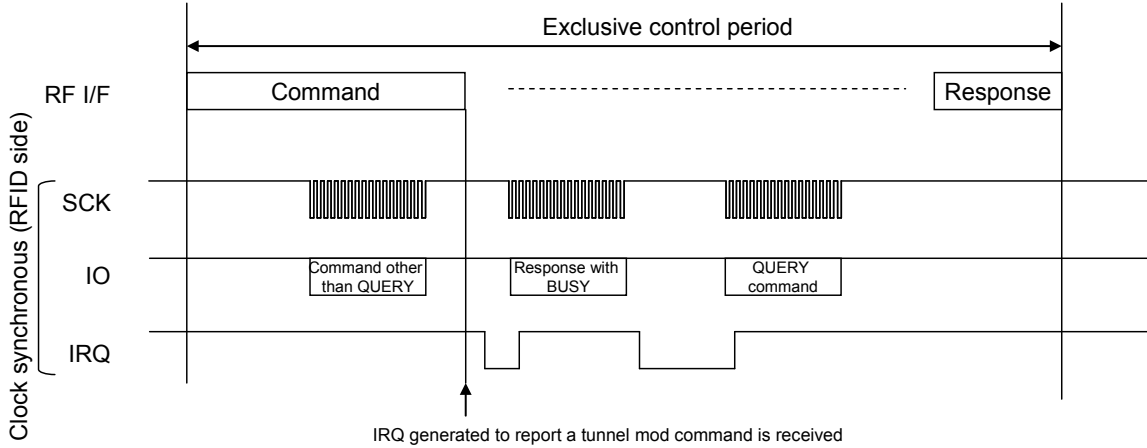 Exclusive control period
RF I/F
Command
Response
Clock synchronous (RFID side)
SCK
IO
Command other
than QUERY
Response with
BUSY
QUERY
command
IRQ
IRQ generated to report a tunnel mod command is received